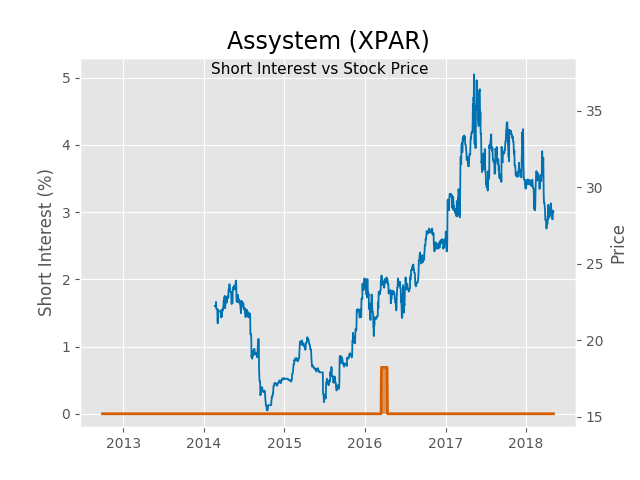 Assystem (XPAR)
Short Interest vs Stock Price
Short Interest (%)
5
4
3
2
1
0
35
30
25
20
15
Price
2013 2014 2015 2016 2017 2018